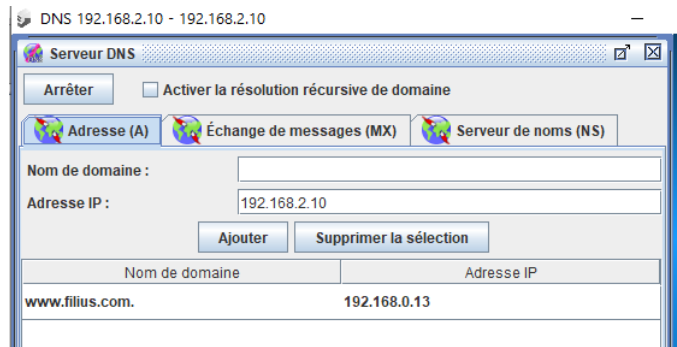 DNS 192.168.2.10 - 192.168.2.10
Serveur DNS
Arrêter Activer la résolution récursive de domaine
Adresse (A) Échange de messages (MX) Serveur de noms (NS)
Nom de domaine :
Adresse IP : 192.168.2.10
Ajouter Supprimer la sélection
Nom de domaine Adresse IP
www.filius.com. 192.168.0.13